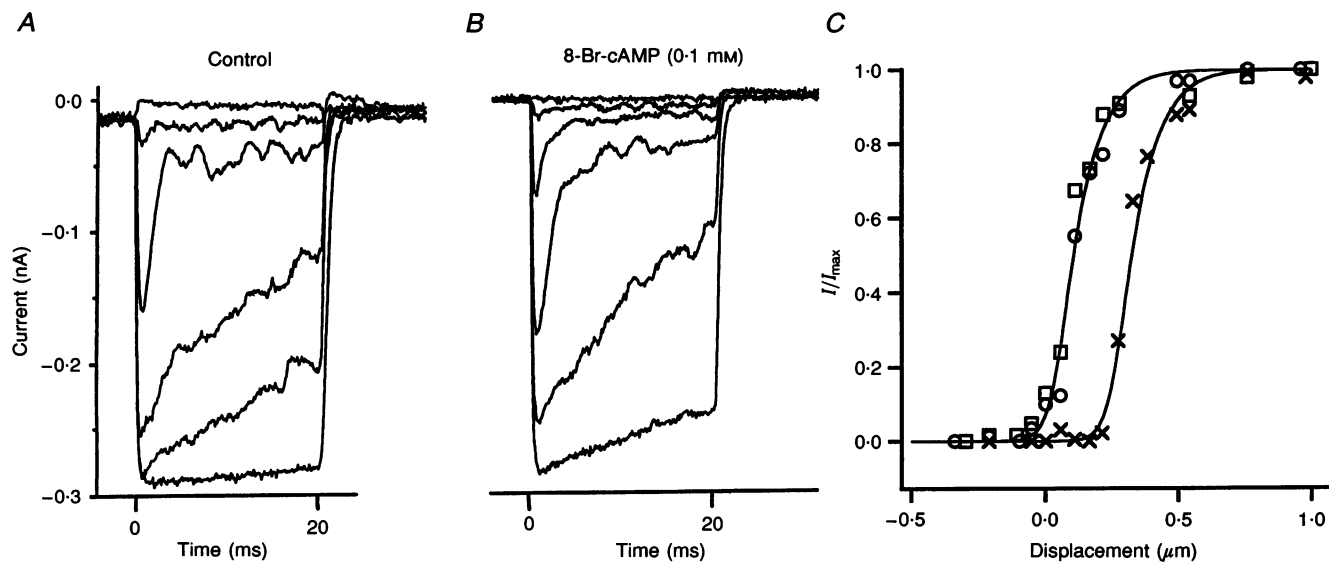 A
Control
0·0
−0·1
−0·2
−0·3
Current (nA)
0
20
Time (ms)
B
8-Br-cAMP (0·1 mM)
0
20
Time (ms)
C
1·0
0·8
0·6
0·4
0·2
0·0
I/Imax
−0·5
0·0
0·5
1·0
Displacement (μm)